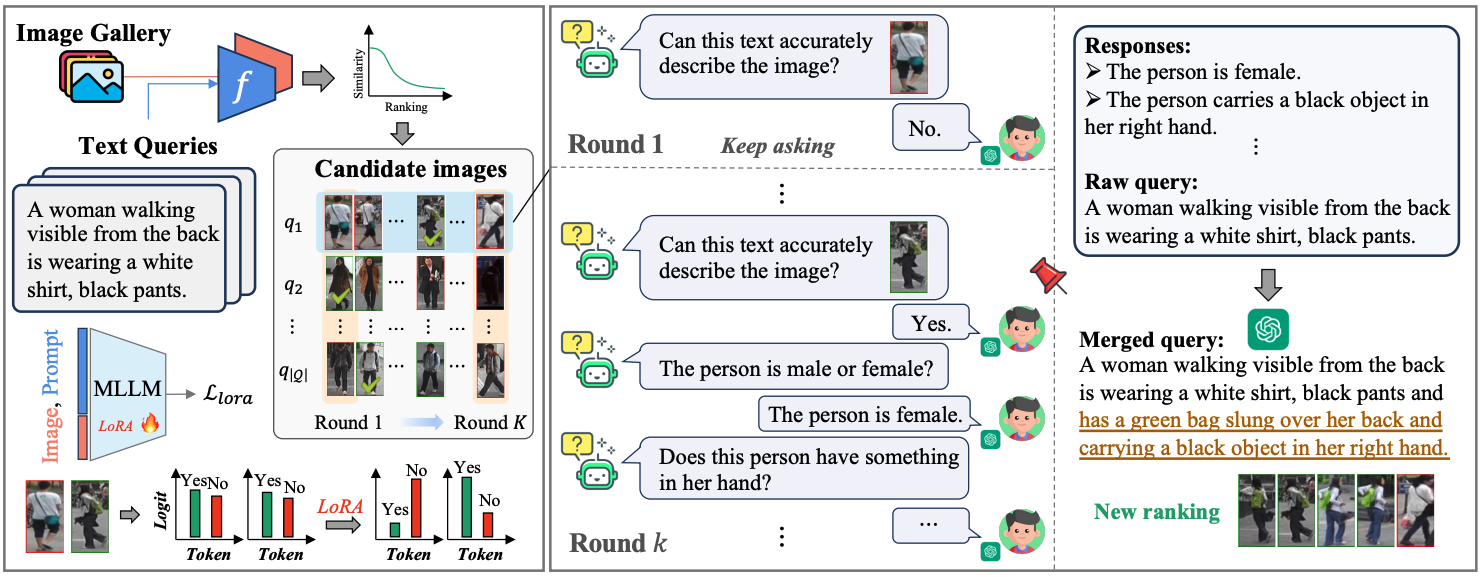 Image Gallery
f
Similarity
Ranking
Text Queries
A woman walking
visible from the back
is wearing a white
shirt, black pants.
Candidate images
q1
...
...
q2
...
...
⋮
⋮
⋮
...
⋮
...
⋮
q|Q|
...
...
Round 1
Round K
Image, Prompt
MLLM
LoRA
ℒlora
Logit
Yes No
Token
Yes No
Token
LoRA
Yes
No
Token
Yes
No
Token
?
Can this text accurately
describe the image?
No.
Round 1
Keep asking
⋮
?
Can this text accurately
describe the image?
Yes.
?
The person is male or female?
The person is female.
?
Does this person have something
in her hand?
...
⋮
Round k
Responses:
➢ The person is female.
➢ The person carries a black object in
her right hand.
⋮
Raw query:
A woman walking visible from the back
is wearing a white shirt, black pants.
Merged query:
A woman walking visible from the back
is wearing a white shirt, black pants and
has a green bag slung over her back and
carrying a black object in her right hand.
New ranking